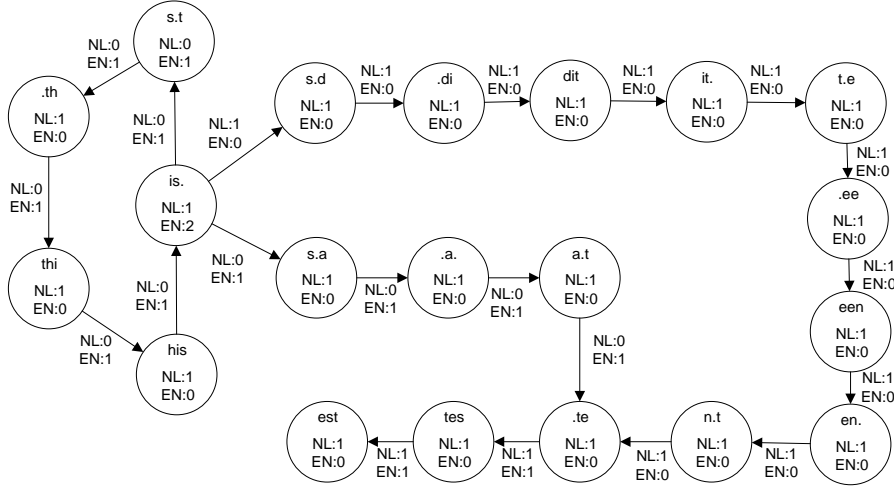 s.t
NL:0
EN:1
NL:0
EN:1
.th
NL:1
EN:0
NL:0
EN:1
thi
NL:1
EN:0
NL:0
EN:1
his
NL:1
EN:0
NL:0
EN:1
is.
NL:1
EN:2
NL:0
EN:1
NL:1
EN:0
s.d
NL:1
EN:0
NL:1
EN:0
.di
NL:1
EN:0
NL:1
EN:0
dit
NL:1
EN:0
NL:1
EN:0
it.
NL:1
EN:0
NL:1
EN:0
t.e
NL:1
EN:0
NL:1
EN:0
.ee
NL:1
EN:0
NL:1
EN:0
een
NL:1
EN:0
NL:1
EN:0
en.
NL:1
EN:0
NL:1
EN:0
n.t
NL:1
EN:0
NL:1
EN:0
NL:0
EN:1
s.a
NL:1
EN:0
NL:0
EN:1
.a.
NL:1
EN:0
NL:0
EN:1
a.t
NL:1
EN:0
NL:0
EN:1
.te
NL:1
EN:0
NL:1
EN:1
tes
NL:1
EN:0
NL:1
EN:1
est
NL:1
EN:0